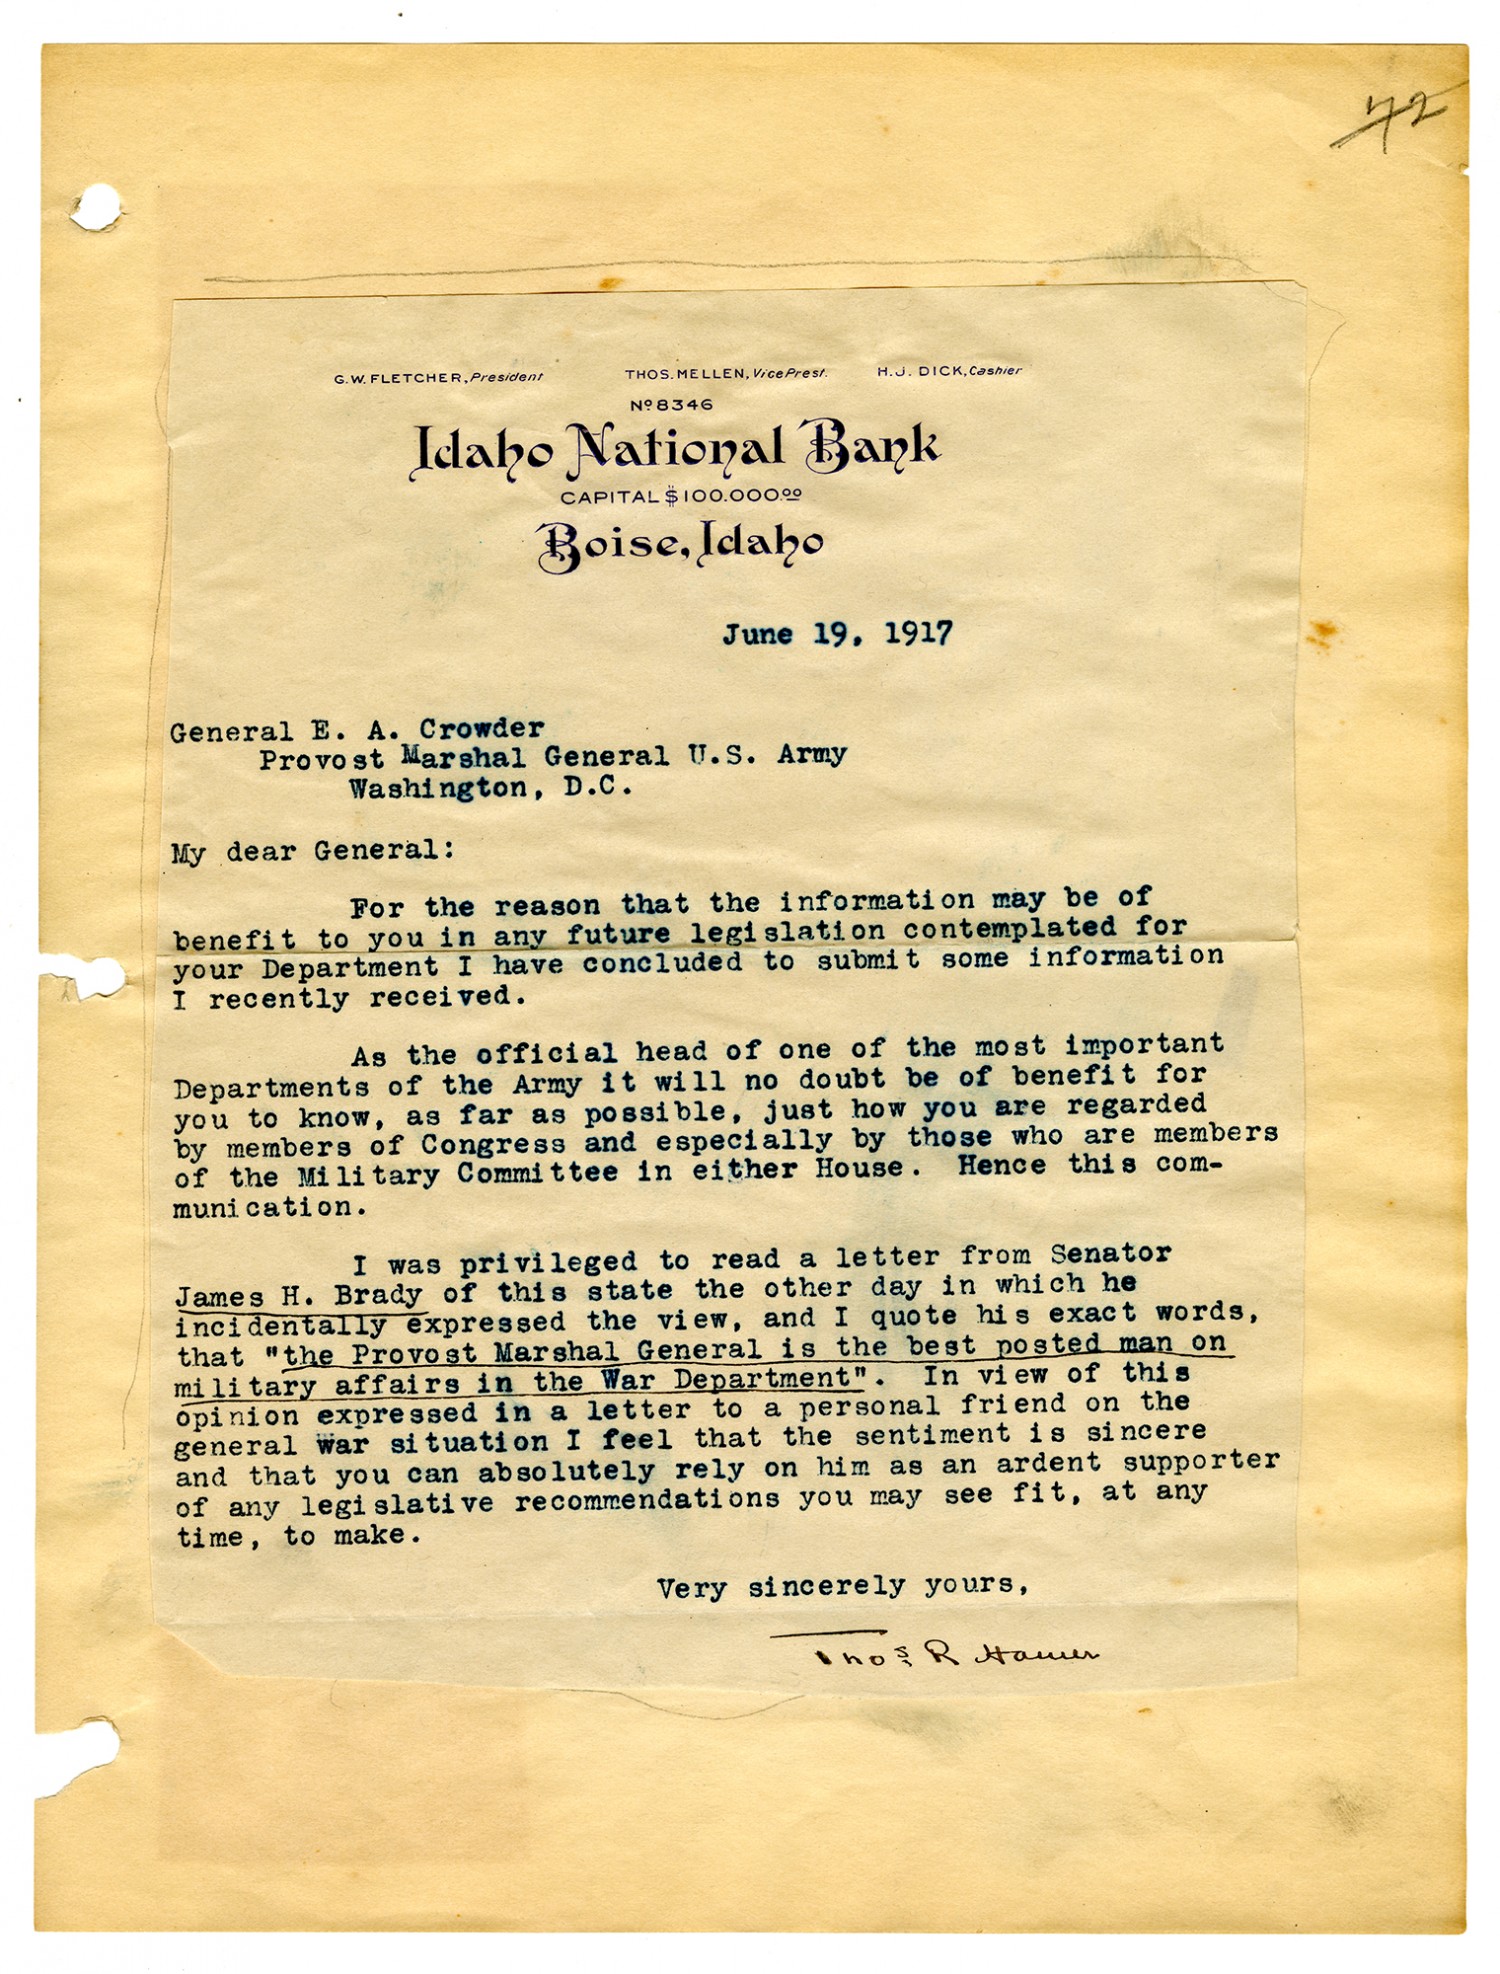 72
G.W. FLETCHER, President THOS. MELLEN, Vice Prest. H.J. DICK, Cashier
No 8346
Idaho National Bank
CAPITAL $100.000.00
Boise, Idaho
June 19, 1917
General E. A. Crowder
Provost Marshal General U.S. Army
Washington, D.C.
My dear General:
For the reason that the information may be of
benefit to you in any future legislation contemplated for
your Department I have concluded to submit some information
I recently received.
As the official head of one of the most important
Departments of the Army it will no doubt be of benefit for
you to know, as far as possible, just how you are regarded
by members of Congress and especially by those who are members
of the Military Committee in either House. Hence this com-
munication.
I was privileged to read a letter from Senator
James H. Brady of this state the other day in which he
incidentally expressed the view, and I quote his exact words,
that "the Provost Marshal General is the best posted man on
military affairs in the War Department". In view of this
opinion expressed in a letter to a personal friend on the
general war situation I feel that the sentiment is sincere
and that you can absolutely rely on him as an ardent supporter
of any legislative recommendations you may see fit, at any
time, to make.
Very sincerely yours,
Thos R Hamer